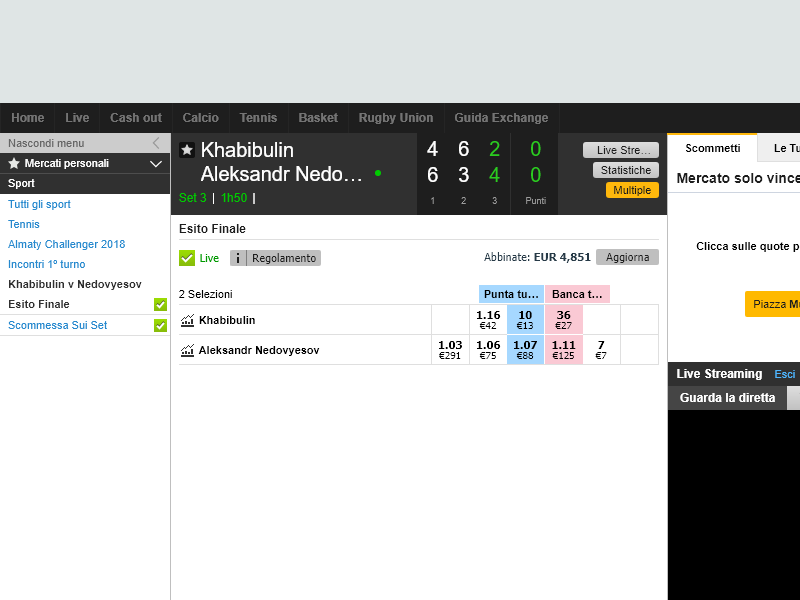 Home Live Cash out Calcio Tennis Basket Rugby Union Guida Exchange
Nascondi menu
Mercati personali
Sport
Tutti gli sport
Tennis
Almaty Challenger 2018
Incontri 1º turno
Khabibulin v Nedovyesov
Esito Finale
Scommessa Sui Set
Khabibulin 4 6 2 0
Aleksandr Nedo... 6 3 4 0
Set 3 | 1h50 | 1 2 3 Punti
Live Stre...
Statistiche
Multiple
Esito Finale
Live i Regolamento Abbinate: EUR 4,851 Aggiorna
2 Selezioni Punta tu... Banca t...
Khabibulin 1.16 10 36
€42 €13 €27
Aleksandr Nedovyesov 1.03 1.06 1.07 1.11 7
€291 €75 €88 €125 €7
Scommetti Le Tu
Mercato solo vince
Clicca sulle quote p
Piazza Mu
Live Streaming Esci
Guarda la diretta